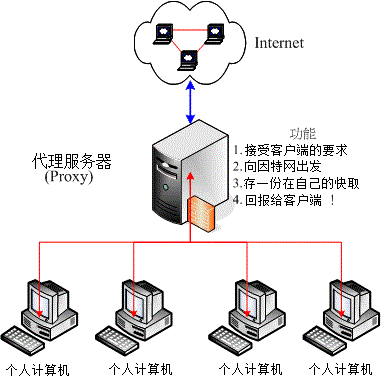 Internet
功能
代理服务器
(Proxy)
1.接受客户端的要求
2.向因特网出发
3.存一份在自己的快取
4.回报给客户端 !
个人计算机
个人计算机
个人计算机
个人计算机